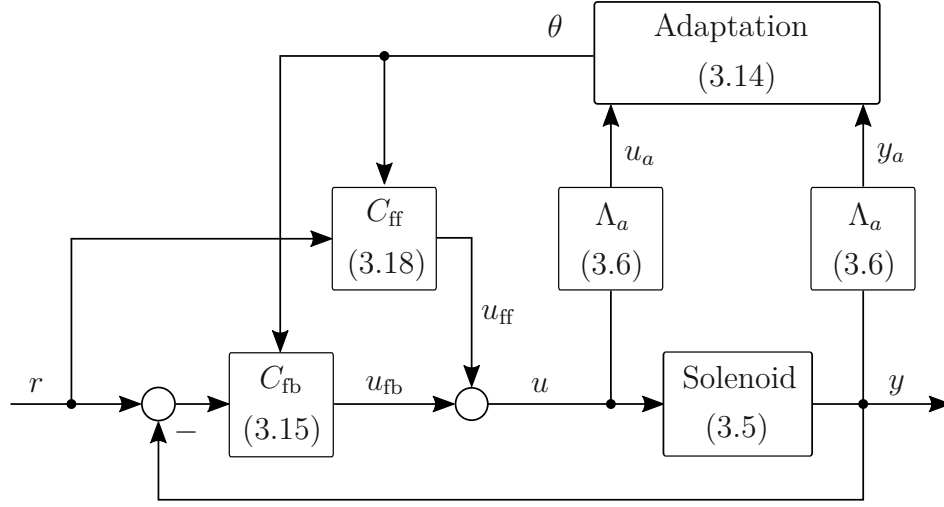 θ
Adaptation
(3.14)
u_a
y_a
C_ff
(3.18)
Λ_a
(3.6)
Λ_a
(3.6)
u_ff
r
C_fb
(3.15)
u_fb
u
Solenoid
(3.5)
y
−